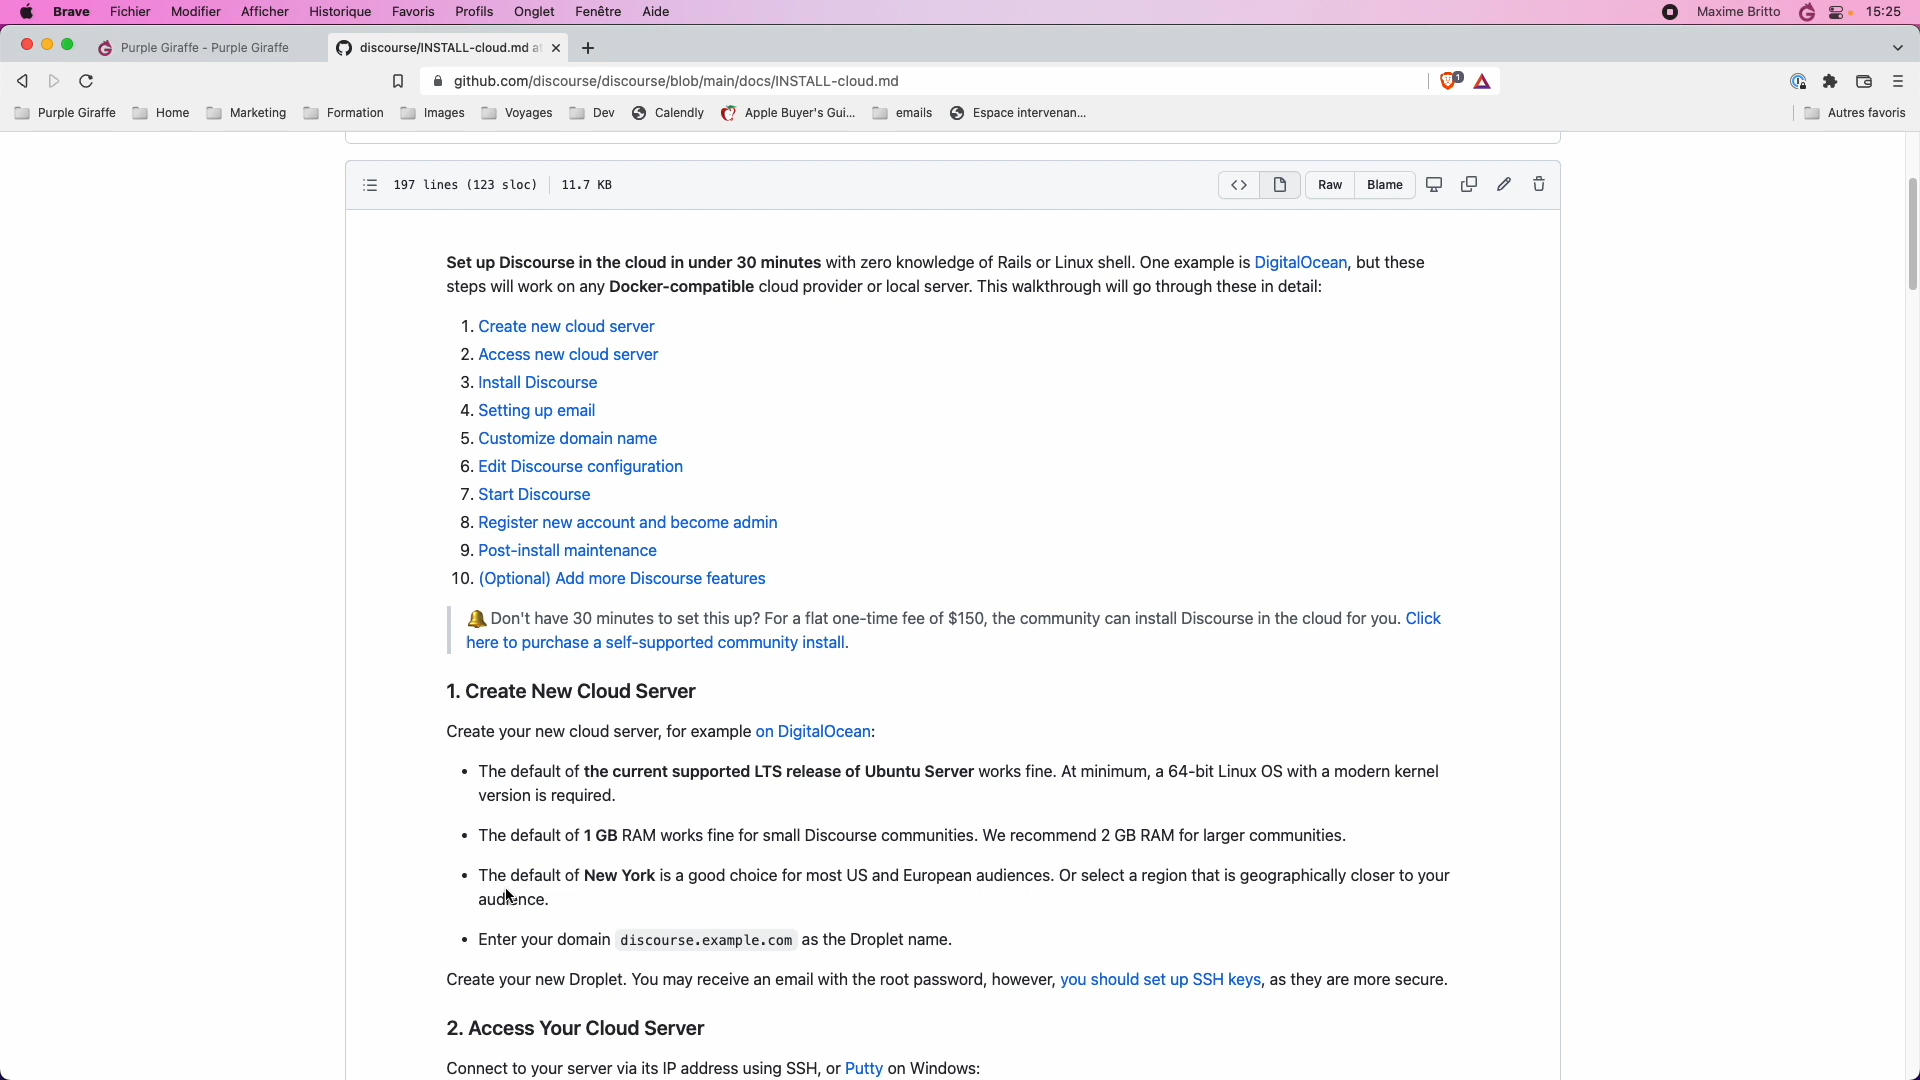 Brave Fichier Modifier Afficher Historique Favoris Profils Onglet Fenêtre Aide Maxime Britto 15:25
Purple Giraffe - Purple Giraffe discourse/INSTALL-cloud.md at
github.com/discourse/discourse/blob/main/docs/INSTALL-cloud.md 1
Purple Giraffe Home Marketing Formation Images Voyages Dev Calendly Apple Buyer's Gui... emails Espace intervenan... Autres favoris
197 lines (123 sloc) 11.7 KB <> Raw Blame
Set up Discourse in the cloud in under 30 minutes with zero knowledge of Rails or Linux shell. One example is DigitalOcean, but these
steps will work on any Docker-compatible cloud provider or local server. This walkthrough will go through these in detail:
1. Create new cloud server
2. Access new cloud server
3. Install Discourse
4. Setting up email
5. Customize domain name
6. Edit Discourse configuration
7. Start Discourse
8. Register new account and become admin
9. Post-install maintenance
10. (Optional) Add more Discourse features
🔔 Don't have 30 minutes to set this up? For a flat one-time fee of $150, the community can install Discourse in the cloud for you. Click
here to purchase a self-supported community install.
1. Create New Cloud Server
Create your new cloud server, for example on DigitalOcean:
• The default of the current supported LTS release of Ubuntu Server works fine. At minimum, a 64-bit Linux OS with a modern kernel
version is required.
• The default of 1 GB RAM works fine for small Discourse communities. We recommend 2 GB RAM for larger communities.
• The default of New York is a good choice for most US and European audiences. Or select a region that is geographically closer to your
audience.
• Enter your domain discourse.example.com as the Droplet name.
Create your new Droplet. You may receive an email with the root password, however, you should set up SSH keys, as they are more secure.
2. Access Your Cloud Server
Connect to your server via its IP address using SSH, or Putty on Windows: